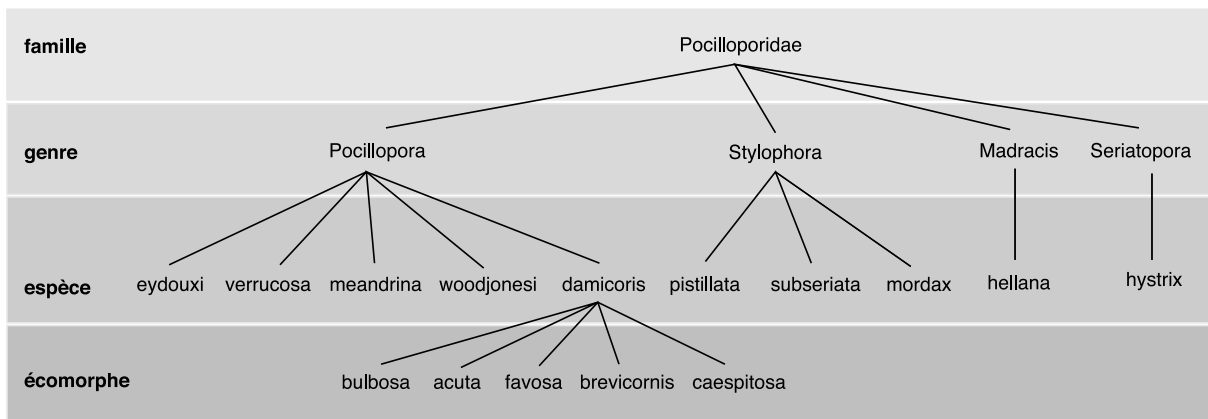 famille Pocilloporidae
genre Pocillopora Stylophora Madracis Seriatopora
espèce eydouxi verrucosa meandrina woodjonesi damicoris pistillata subseriata mordax hellana hystrix
écomorphe bulbosa acuta favosa brevicornis caespitosa